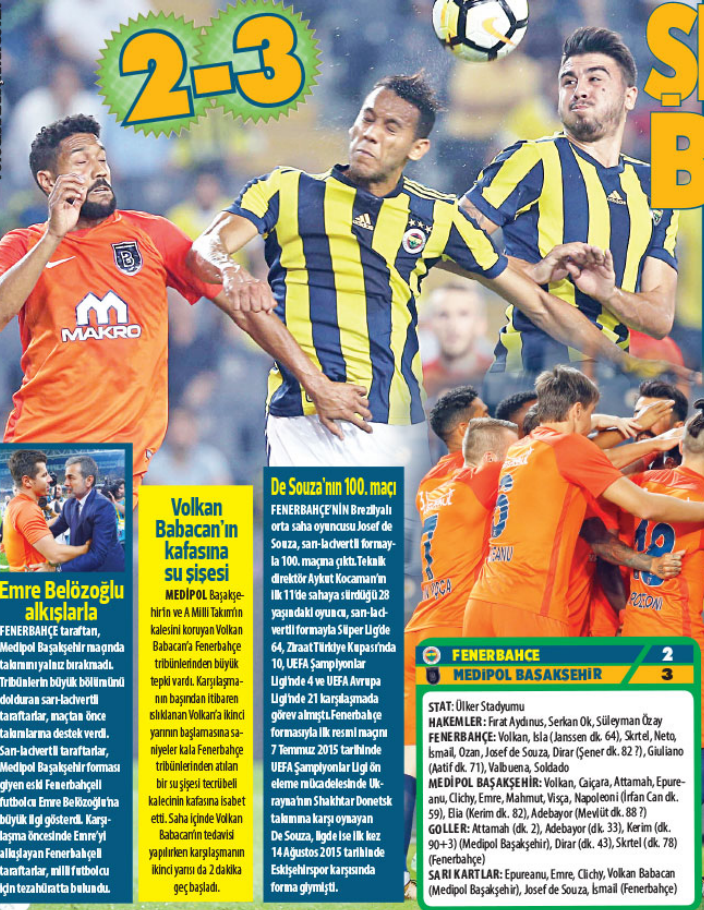 2-3
Ş
B
MAKRO
Emre Belözoğlu
alkışlarla
FENERBAHÇE taraftarı,
Medipol Başakşehir maçında
takımını yalnız bırakmadı.
Tribünlerin büyük bölümünü
dolduran sarı-lacivertli
taraftarlar, maçtan önce
takımlarına destek verdi.
Sarı-lacivertli taraftarlar,
Medipol Başakşehir forması
giyen eski Fenerbahçeli
futbolcu Emre Belözoğlu'na
büyük ilgi gösterdi. Karşı-
laşma öncesinde Emre'yi
alkışlayan Fenerbahçeli
taraftarlar, milli futbolcu
için tezahüratta bulundu.
Volkan
Babacan'ın
kafasına
su şişesi
MEDİPOL Başakşe-
hir'in ve A Milli Takım'ın
kalesini koruyan Volkan
Babacan'a Fenerbahçe
tribünlerinden büyük
tepki vardı. Karşılaşma-
nın başından itibaren
ıslıklanan Volkan'a ikinci
yarının başlamasına sa-
niyeler kala Fenerbahçe
tribünlerinden atılan
bir su şişesi tecrübeli
kalecinin kafasına isabet
etti. Saha içinde Volkan
Babacan'ın tedavisi
yapılırken karşılaşmanın
ikinci yarısı da 2 dakika
geç başladı.
De Souza'nın 100. maçı
FENERBAHÇE'NİN Brezilyalı
orta saha oyuncusu Josef de
Souza, sarı-lacivertli formay-
la 100. maçına çıktı. Teknik
direktör Aykut Kocaman'ın
ilk 11'de sahaya sürdüğü 28
yaşındaki oyuncu, sarı-laci-
vertli formayla Süper Lig'de
64, Ziraat Türkiye Kupası'nda
10, UEFA Şampiyonlar
Ligi'nde 4 ve UEFA Avrupa
Ligi'nde 21 karşılaşmada
görev almıştı. Fenerbahçe
formasıyla ilk resmi maçını
7 Temmuz 2015 tarihinde
UEFA Şampiyonlar Ligi ön
eleme mücadelesinde Uk-
rayna'nın Shakhtar Donetsk
takımına karşı oynayan
De Souza, ligde ise ilk kez
14 Ağustos 2015 tarihinde
Eskişehirspor karşısında
forma giymişti.
FENERBAHCE 2
MEDIPOL BAŞAKŞEHİR 3
STAT: Ülker Stadyumu
HAKEMLER: Fırat Aydınus, Serkan Ok, Süleyman Özay
FENERBAHÇE: Volkan, Isla (Janssen dk. 64), Skrtel, Neto,
İsmail, Ozan, Josef de Souza, Dirar (Şener dk. 82 ?), Giuliano
(Aatif dk. 71), Valbuena, Soldado
MEDİPOL BAŞAKŞEHİR: Volkan, Caiçara, Attamah, Epure-
anu, Clichy, Emre, Mahmut, Visça, Napoleoni (İrfan Can dk.
59), Elia (Kerim dk. 82), Adebayor (Mevlüt dk. 88 ?)
GOLLER: Attamah (dk. 2), Adebayor (dk. 33), Kerim (dk.
90+3) (Medipol Başakşehir), Dirar (dk. 43), Skrtel (dk. 78)
(Fenerbahçe)
SARI KARTLAR: Epureanu, Emre, Clichy, Volkan Babacan
(Medipol Başakşehir), Josef de Souza, İsmail (Fenerbahçe)